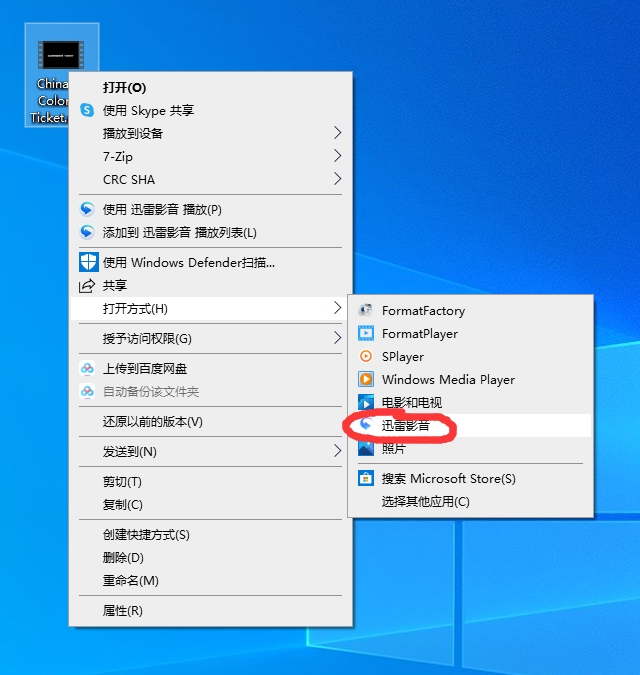 China
Color
Ticket.
打开(O)
使用 Skype 共享
播放到设备
7-Zip
CRC SHA
使用 迅雷影音 播放(P)
添加到 迅雷影音 播放列表(L)
使用 Windows Defender扫描...
共享
打开方式(H)
授予访问权限(G)
上传到百度网盘
自动备份该文件夹
还原以前的版本(V)
发送到(N)
剪切(T)
复制(C)
创建快捷方式(S)
删除(D)
重命名(M)
属性(R)
FormatFactory
FormatPlayer
SPlayer
Windows Media Player
电影和电视
迅雷影音
照片
搜索 Microsoft Store(S)
选择其他应用(C)